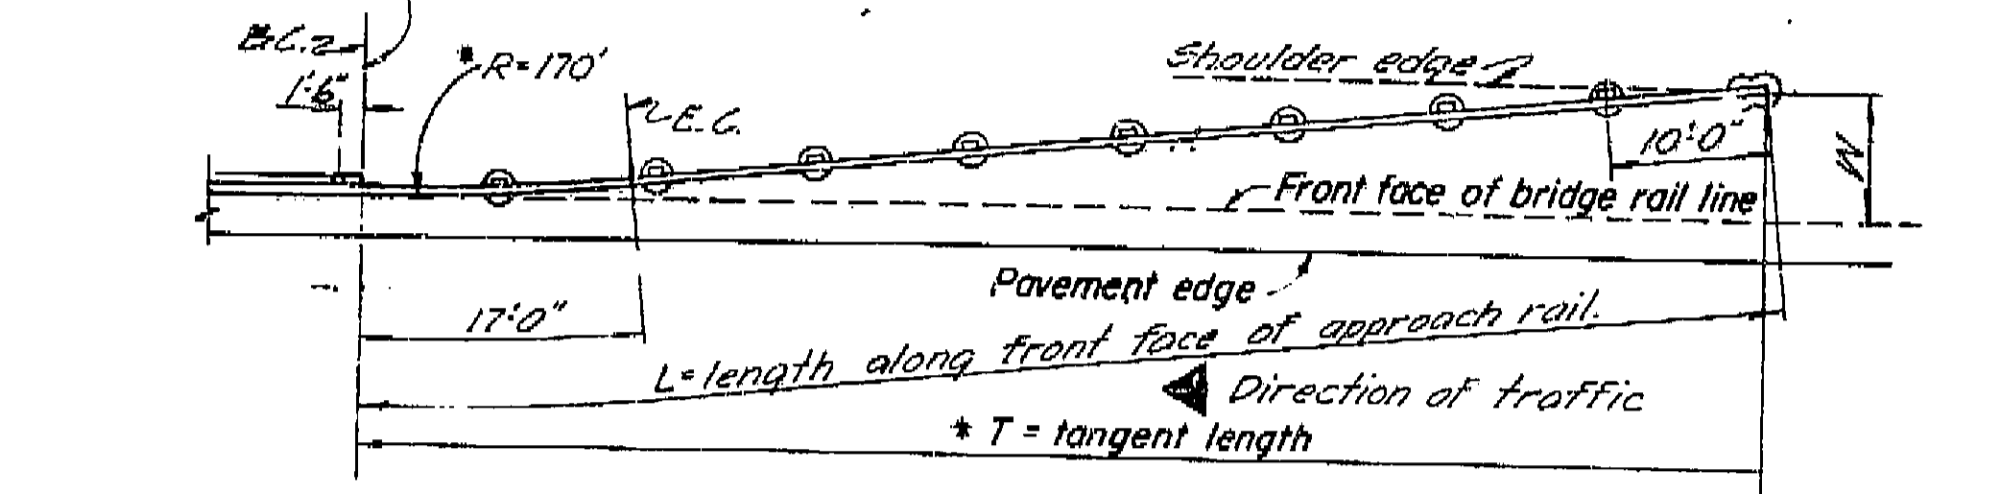 B.C.
1'-6"
* R=170'
E.C.
Shoulder edge
10'-0"
W
Front face of bridge rail line
Pavement edge
17'-0"
L=length along front face of approach rail.
Direction of traffic
* T = tangent length